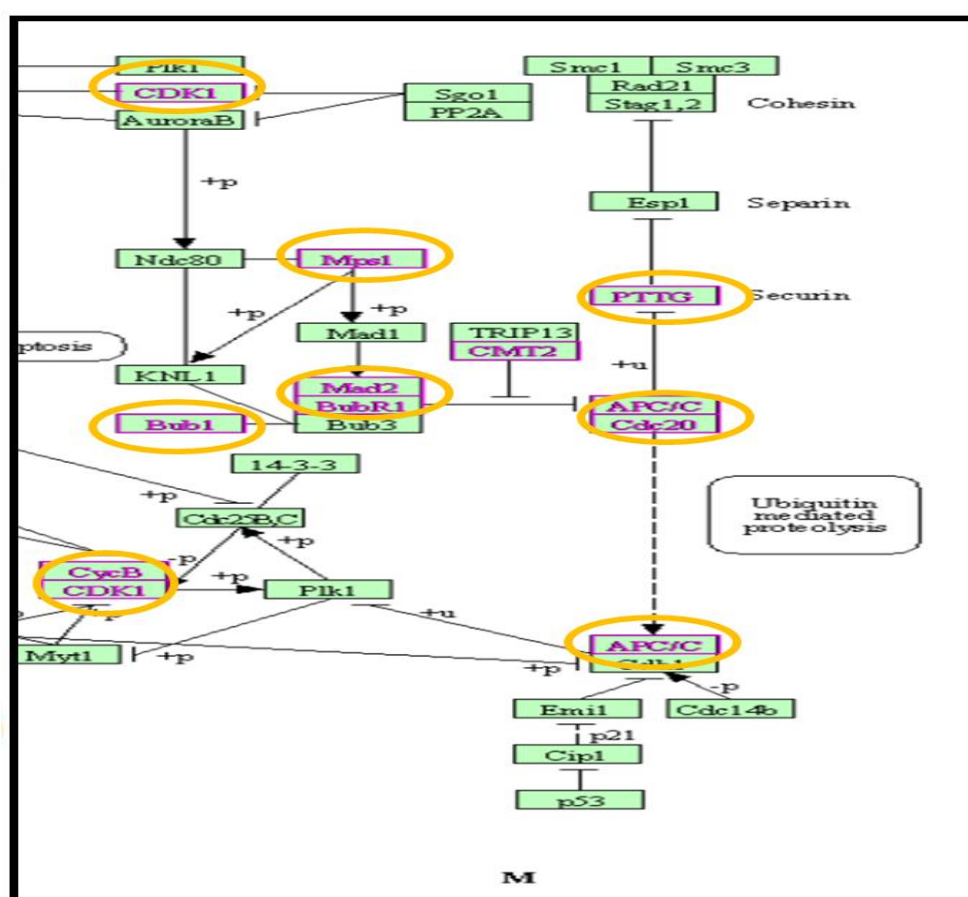 Plk1
CDK1
AuroraB
Sgo1
PP2A
Smc1 Smc3
Rad21
Stag1,2
Cohesin
+p
Esp1
Separin
Ndc80
Mps1
PTTG
Securin
+p
+p
Mad1
TRIP13
CMT2
+u
ptosis
KNL1
Mad2
BubR1
Bub3
Bub1
APC/C
Cdc20
14-3-3
+p
Cdc25B,C
Ubiquitin
mediated
proteolysis
-p
+p
CycB
CDK1
+p
Plk1
+u
Myt1
+p
+p
APC/C
Cdh1
-p
Emi1
Cdc14b
p21
Cip1
p53
M